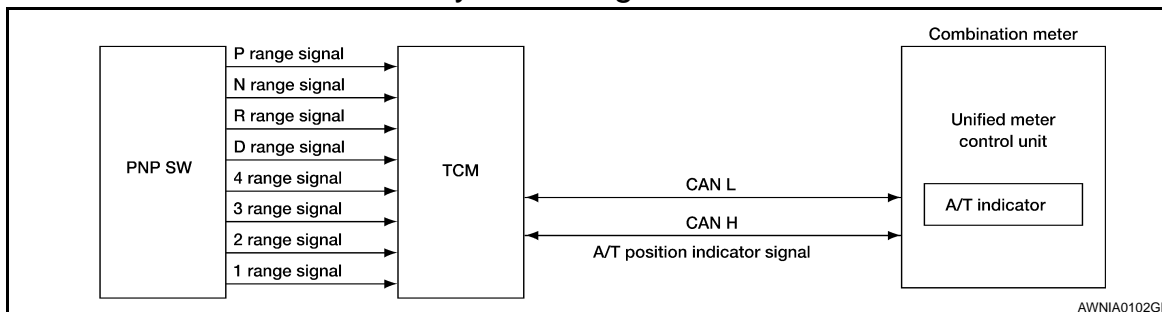 Combination meter
P range signal
N range signal
R range signal
D range signal
4 range signal
3 range signal
2 range signal
1 range signal
PNP SW
TCM
CAN L
CAN H
A/T position indicator signal
Unified meter
control unit
A/T indicator